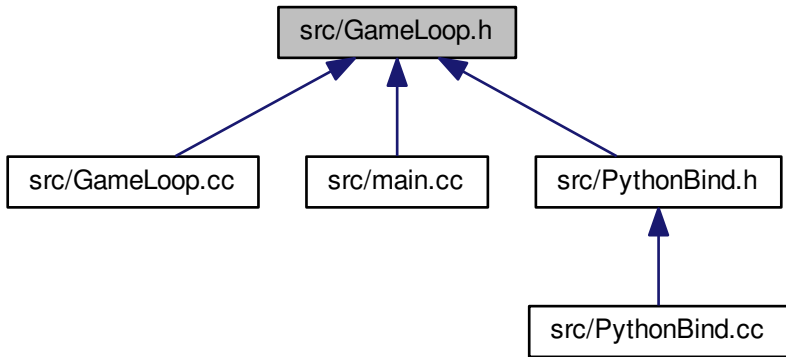 src/GameLoop.h
src/GameLoop.cc
src/main.cc
src/PythonBind.h
src/PythonBind.cc